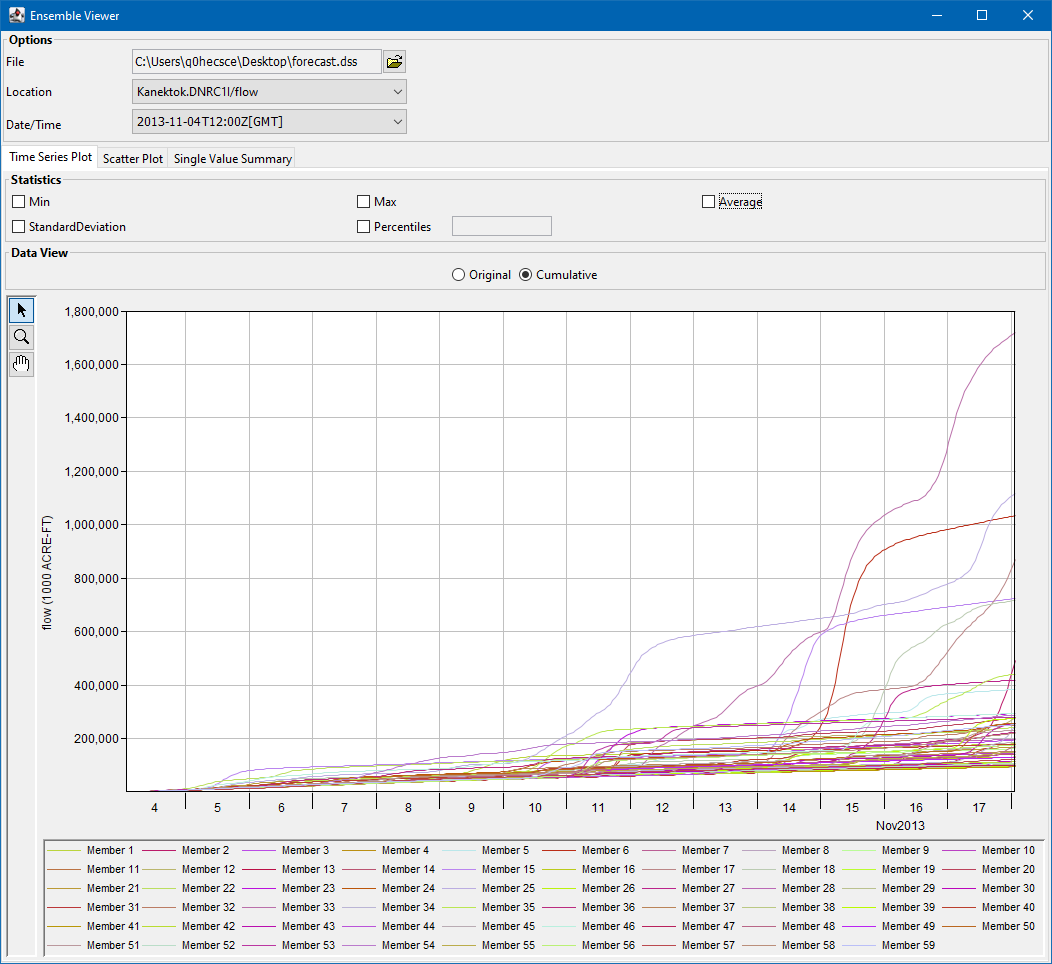 Ensemble Viewer
Options
File C:\Users\q0hecsce\Desktop\forecast.dss
Location Kanektok.DNRC1I/flow
Date/Time 2013-11-04T12:00Z[GMT]
Time Series Plot Scatter Plot Single Value Summary
Statistics
Min Max Average
StandardDeviation Percentiles
Data View
Original Cumulative
1,800,000
1,600,000
1,400,000
1,200,000
1,000,000
800,000
600,000
400,000
200,000
flow (1000 ACRE-FT)
4 5 6 7 8 9 10 11 12 13 14 15 16 17
Nov2013
Member 1 Member 2 Member 3 Member 4 Member 5 Member 6 Member 7 Member 8 Member 9 Member 10
Member 11 Member 12 Member 13 Member 14 Member 15 Member 16 Member 17 Member 18 Member 19 Member 20
Member 21 Member 22 Member 23 Member 24 Member 25 Member 26 Member 27 Member 28 Member 29 Member 30
Member 31 Member 32 Member 33 Member 34 Member 35 Member 36 Member 37 Member 38 Member 39 Member 40
Member 41 Member 42 Member 43 Member 44 Member 45 Member 46 Member 47 Member 48 Member 49 Member 50
Member 51 Member 52 Member 53 Member 54 Member 55 Member 56 Member 57 Member 58 Member 59